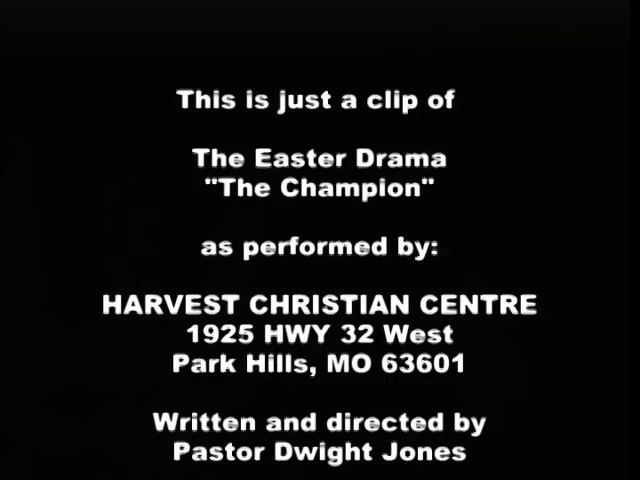 This is just a clip of
The Easter Drama
"The Champion"
as performed by:
HARVEST CHRISTIAN CENTRE
1925 HWY 32 West
Park Hills, MO 63601
Written and directed by
Pastor Dwight Jones